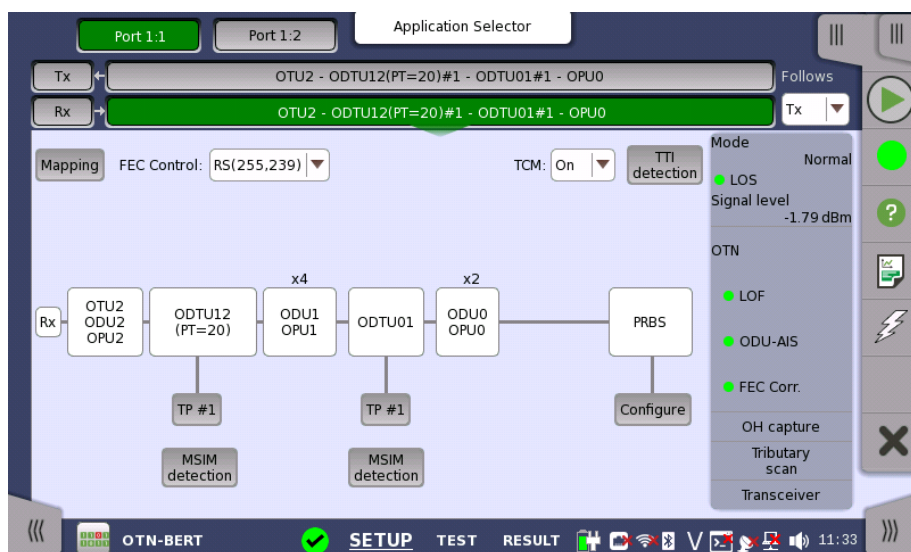 Port 1:1
Port 1:2
Application Selector
Tx
OTU2 - ODTU12(PT=20)#1 - ODTU01#1 - OPU0
Follows
Rx
OTU2 - ODTU12(PT=20)#1 - ODTU01#1 - OPU0
Tx
Mapping
FEC Control:
RS(255,239)
TCM:
On
TTI
detection
Mode
Normal
LOS
Signal level
-1.79 dBm
OTN
LOF
ODU-AIS
FEC Corr.
OH capture
Tributary
scan
Transceiver
x4
x2
Rx
OTU2
ODU2
OPU2
ODTU12
(PT=20)
ODU1
OPU1
ODTU01
ODU0
OPU0
PRBS
TP #1
TP #1
Configure
MSIM
detection
MSIM
detection
OTN-BERT
SETUP
TEST
RESULT
V
11:33